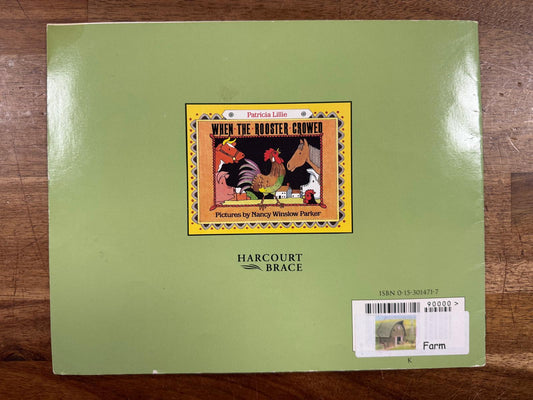 Patricia Lillie
WHEN THE ROOSTER CROWED
Pictures by Nancy Winslow Parker
HARCOURT
BRACE
ISBN 0-15-301471-7
90000 >
Farm
K